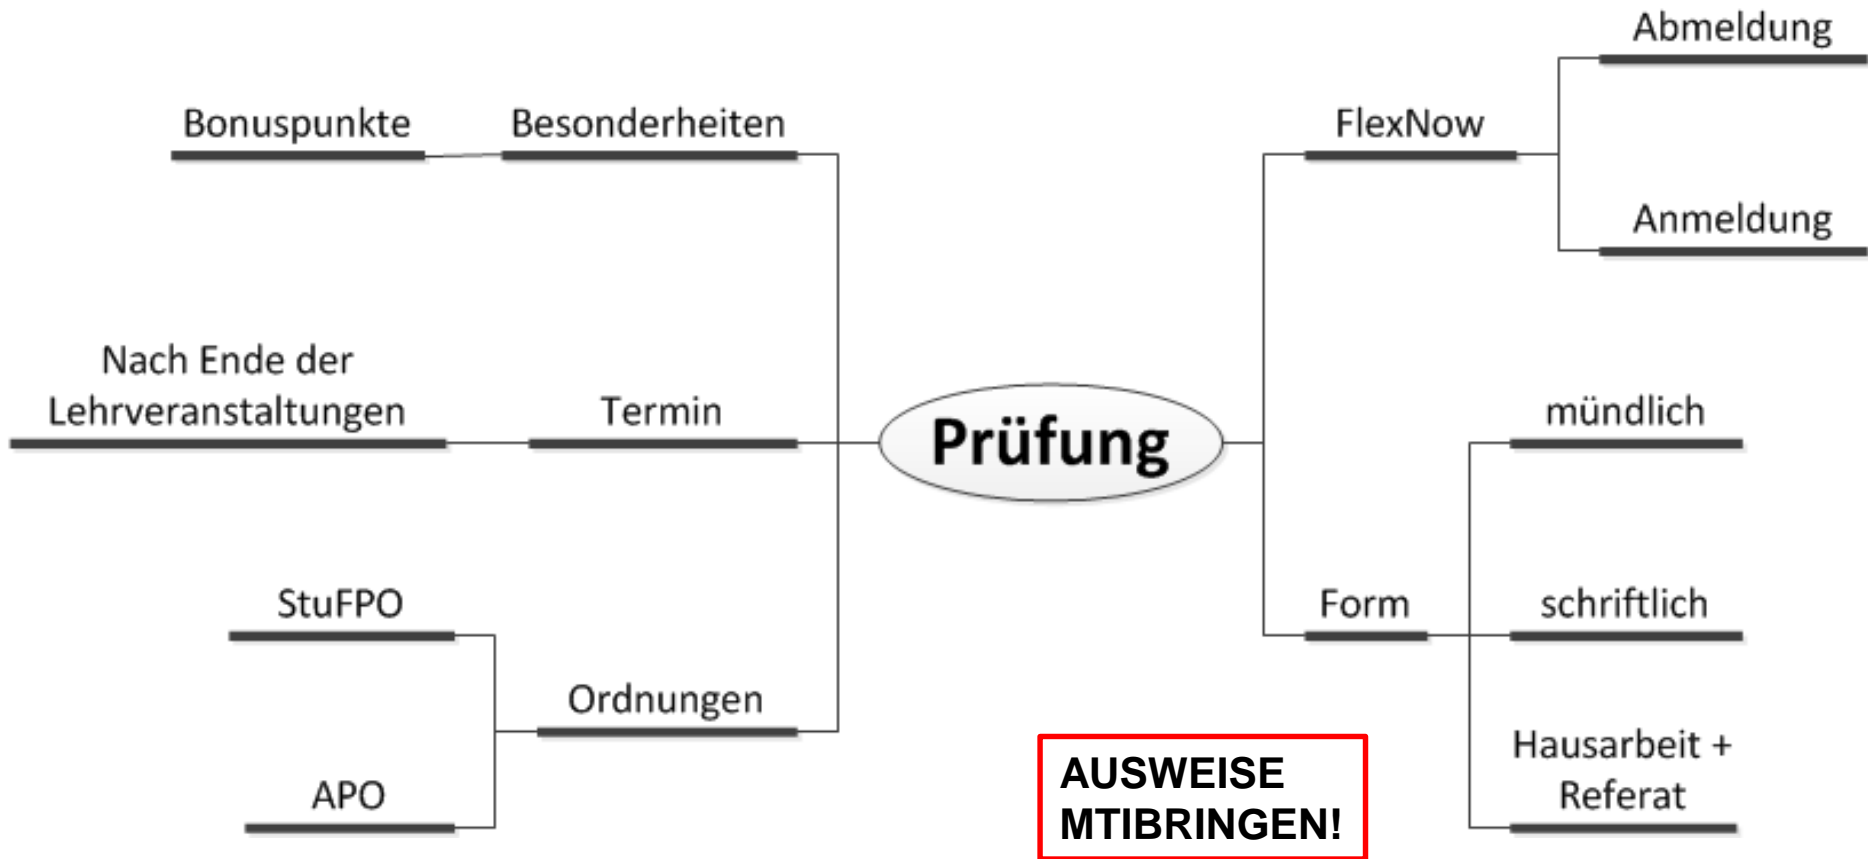 Abmeldung
Bonuspunkte
Besonderheiten
FlexNow
Anmeldung
Nach Ende der
Lehrveranstaltungen
Termin
Prüfung
mündlich
StuFPO
Form
schriftlich
Ordnungen
APO
Hausarbeit +
Referat
AUSWEISE
MTIBRINGEN!